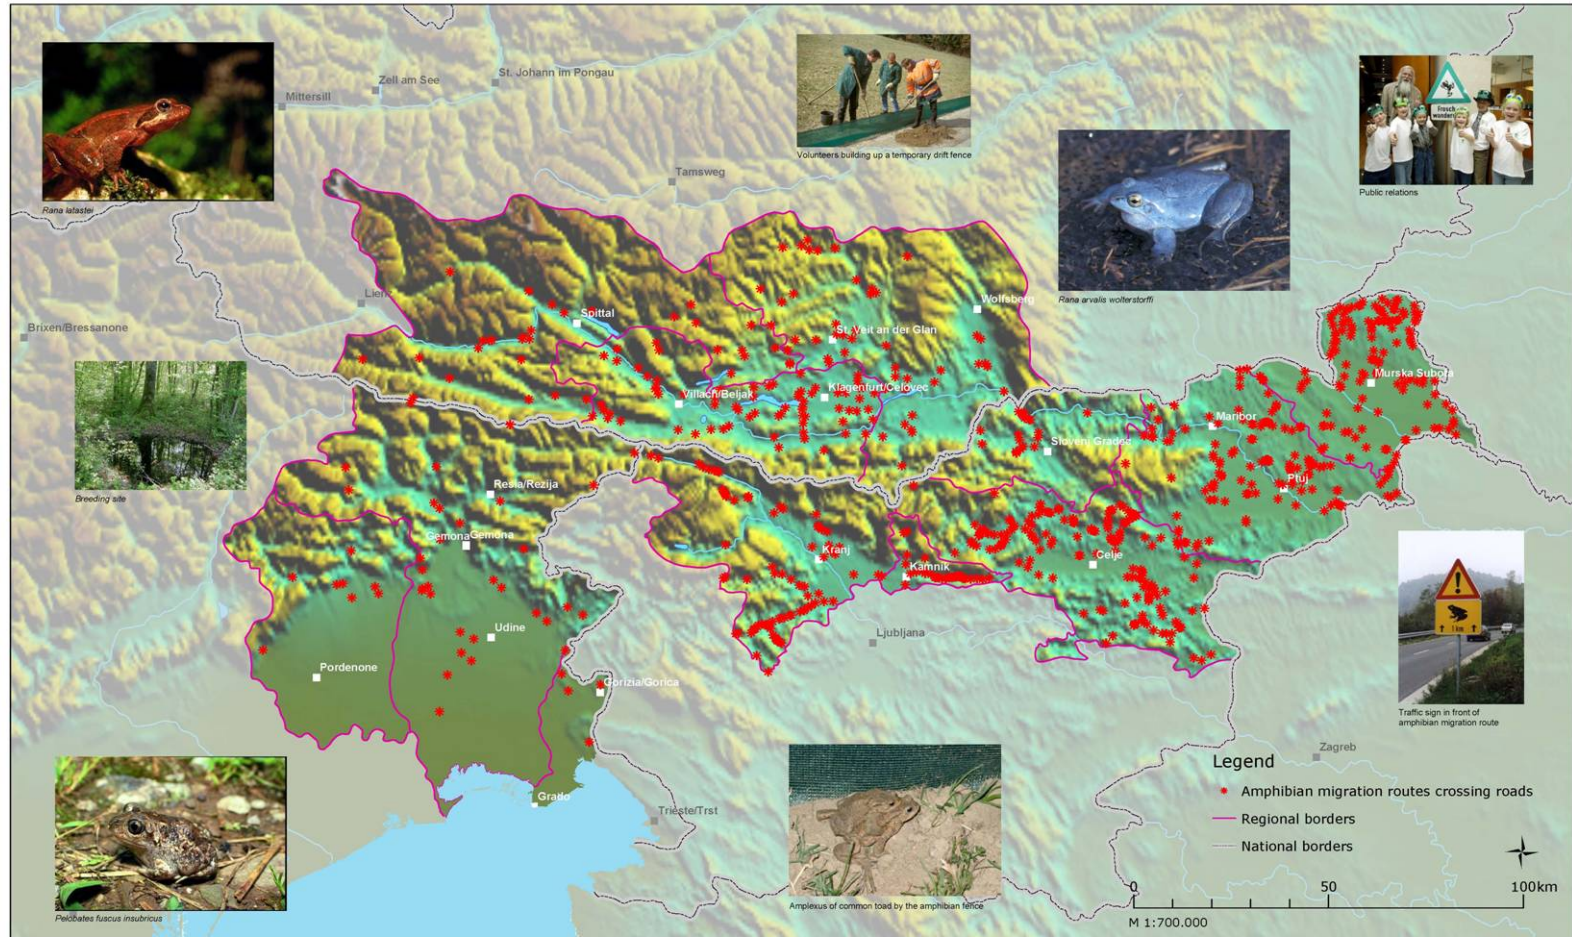 Zell am See
St. Johann im Pongau
Mittersill
Tamsweg
Rana latastei
Volunteers building up a temporary drift fence
Frosch
Public relations
Rana arvalis wolterstorffi
Brixen/Bressanone
Spittal
St. Veit an der Glan
Wolfsberg
Murska Sobota
Villach/Beljak
Klagenfurt/Celovec
Maribor
Slovenj Gradec
Breeding site
Resia/Rezija
Ptuj
Gemona
Gemona
Kranj
Kamnik
Celje
Udine
Ljubljana
1 km
Pordenone
Gorizia/Gorica
Traffic sign in front of
amphibian migration route
Zagreb
Grado
Trieste/Trst
Pelobates fuscus insubricus
Amplexus of common toad by the amphibian fence
Legend
Amphibian migration routes crossing roads
Regional borders
National borders
0 50 100km
M 1:700.000